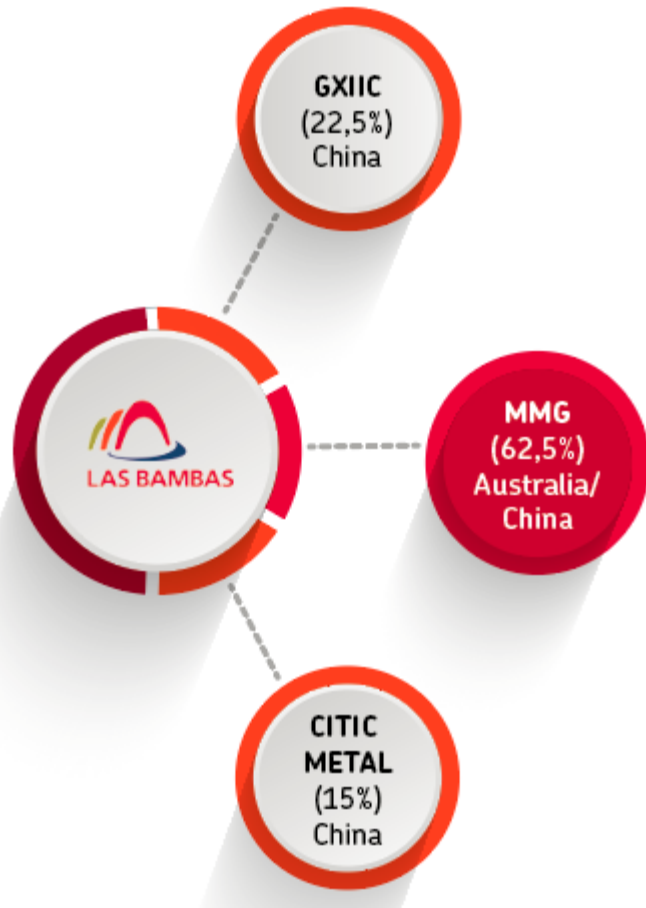 GXIIC
(22,5%)
China
LAS BAMBAS
MMG
(62,5%)
Australia/
China
CITIC
METAL
(15%)
China